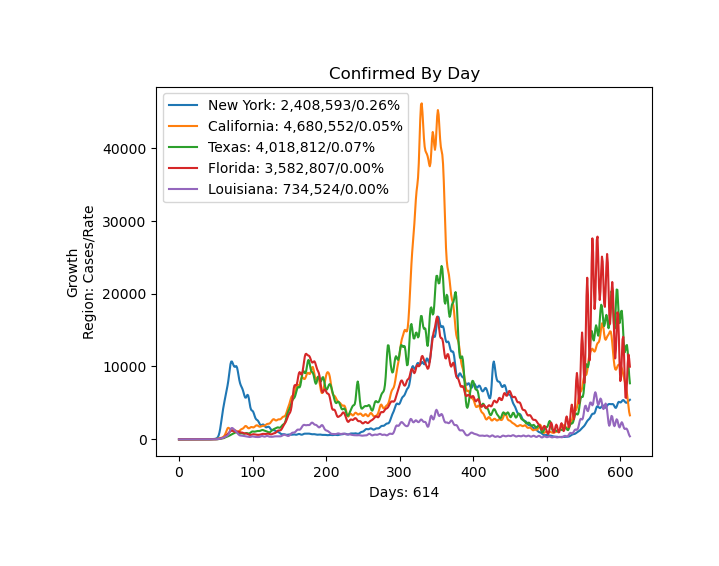 Confirmed By Day
New York: 2,408,593/0.26%
California: 4,680,552/0.05%
Texas: 4,018,812/0.07%
Florida: 3,582,807/0.00%
Louisiana: 734,524/0.00%
Growth
Region: Cases/Rate
40000
30000
20000
10000
0
0 100 200 300 400 500 600
Days: 614